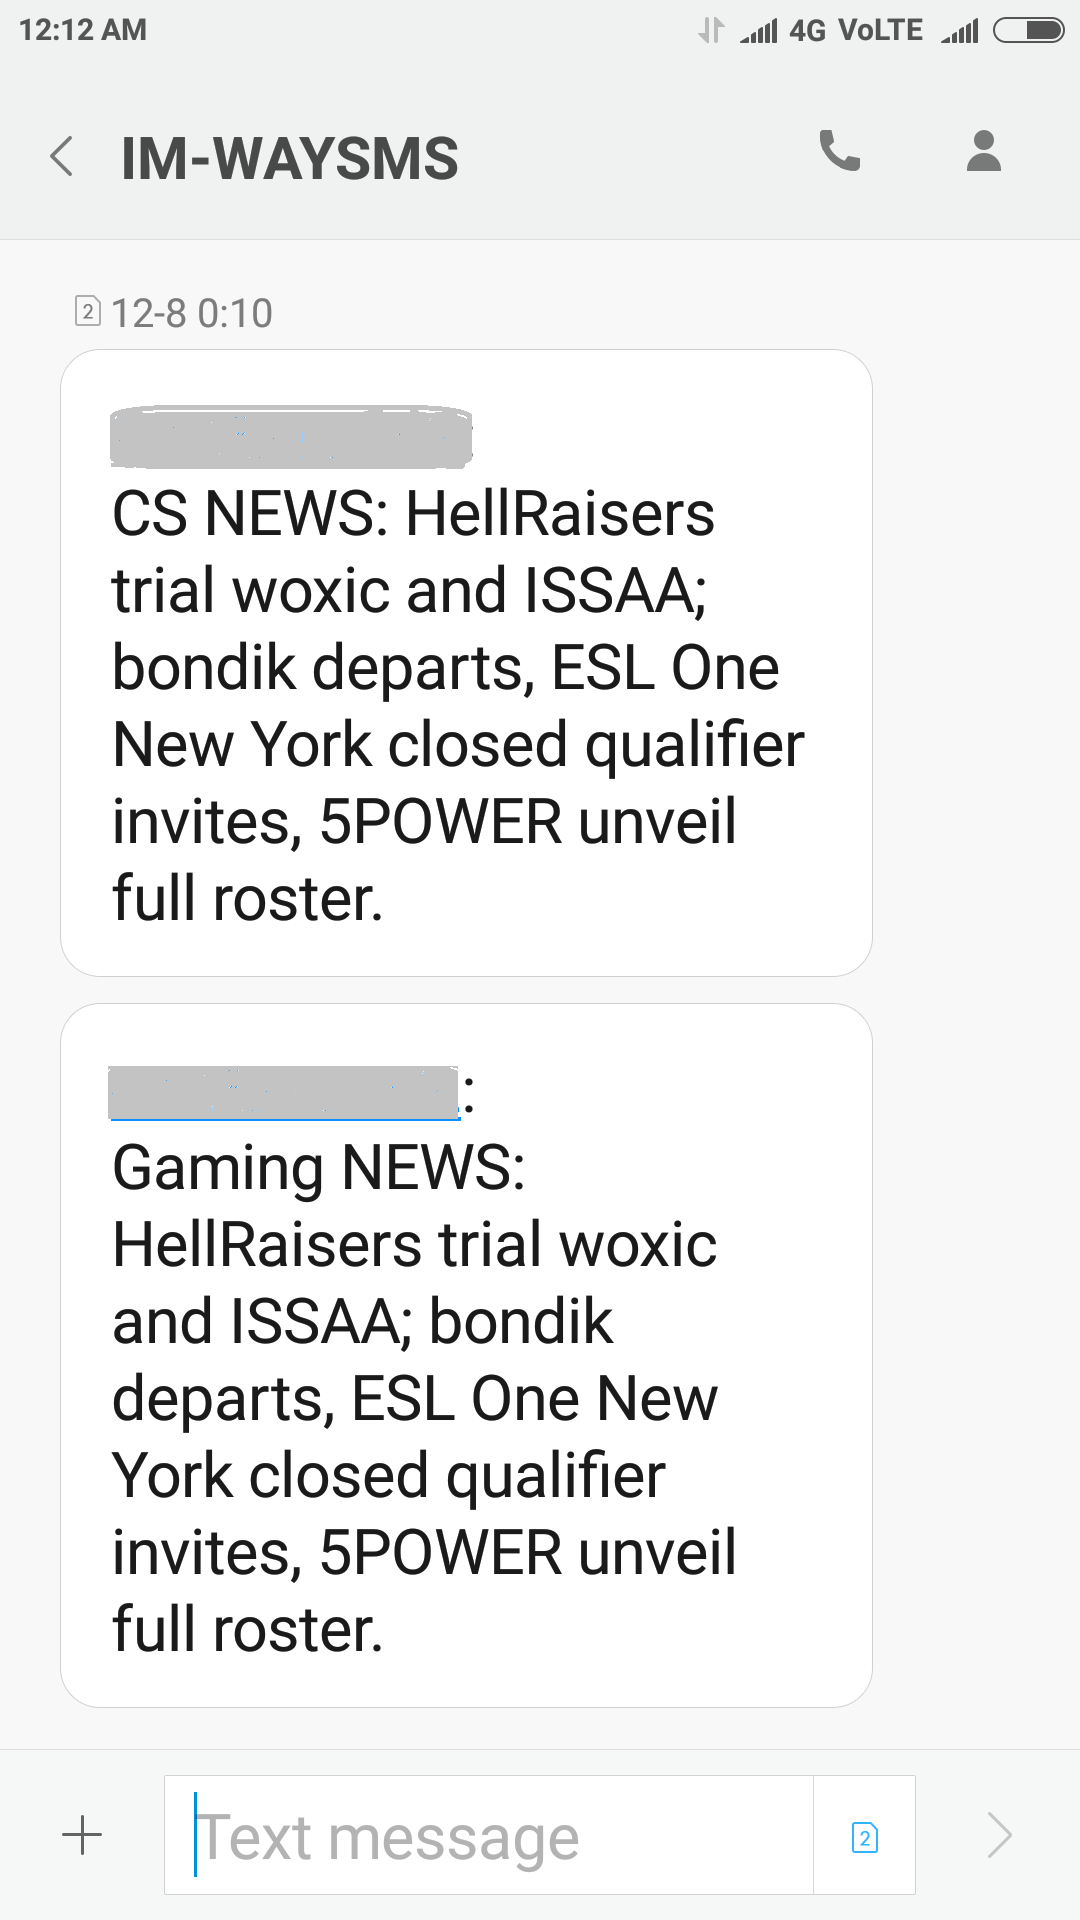 12:12 AM 4G VoLTE
IM-WAYSMS
2 12-8 0:10
CS NEWS: HellRaisers
trial woxic and ISSAA;
bondik departs, ESL One
New York closed qualifier
invites, 5POWER unveil
full roster.
:
Gaming NEWS:
HellRaisers trial woxic
and ISSAA; bondik
departs, ESL One New
York closed qualifier
invites, 5POWER unveil
full roster.
Text message 2